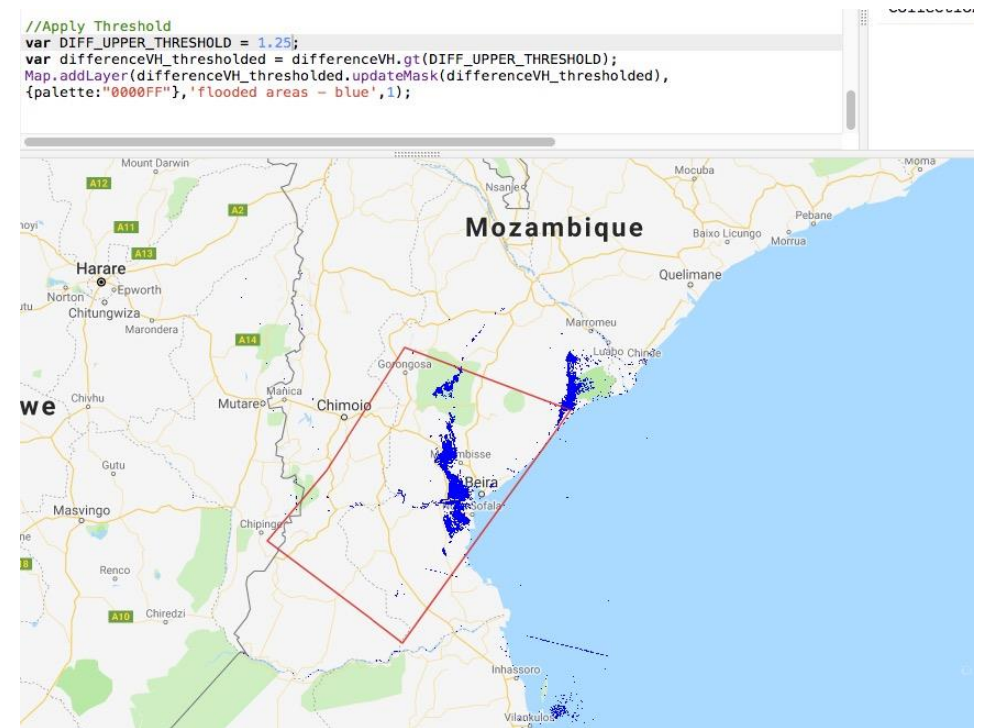 //Apply Threshold
var DIFF_UPPER_THRESHOLD = 1.25;
var differenceVH_thresholded = differenceVH.gt(DIFF_UPPER_THRESHOLD);
Map.addLayer(differenceVH_thresholded.updateMask(differenceVH_thresholded),
{palette:"0000FF"},'flooded areas – blue',1);
Mount Darwin
Mocuba
Moma
A12
Nsanje
A2
Pebane
A11
Mozambique
Baixo Licungo
Morrua
A13
Harare
Quelimane
Norton
Epworth
Chitungwiza
Marondera
A14
Marromeu
Luabo
Chinde
Gorongosa
Manica
Chivhu
Mutare
Chimoio
we
Gutu
Beira
Masvingo
Sofala
Chipinge
Renco
A10
Chiredzi
Inhassoro
Vilankulos